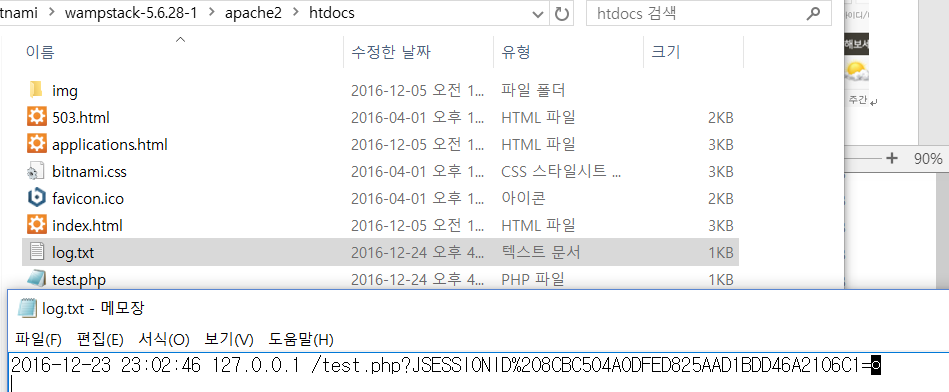 tnami > wampstack-5.6.28-1 > apache2 > htdocs
htdocs 검색
이름 수정한 날짜 유형 크기
img 2016-12-05 오전 1... 파일 폴더
503.html 2016-04-01 오후 1... HTML 파일 2KB
applications.html 2016-12-05 오전 1... HTML 파일 3KB
bitnami.css 2016-04-01 오후 1... CSS 스타일시트 ... 3KB
favicon.ico 2016-04-01 오후 1... 아이콘 2KB
index.html 2016-12-05 오전 1... HTML 파일 3KB
log.txt 2016-12-24 오후 4... 텍스트 문서 1KB
test.php 2016-12-24 오후 4... PHP 파일 1KB
해보세
주간
90%
log.txt - 메모장
파일(F) 편집(E) 서식(O) 보기(V) 도움말(H)
2016-12-23 23:02:46 127.0.0.1 /test.php?JSESSIONID%208CBC504A0DFED825AAD1BDD46A2106C1=